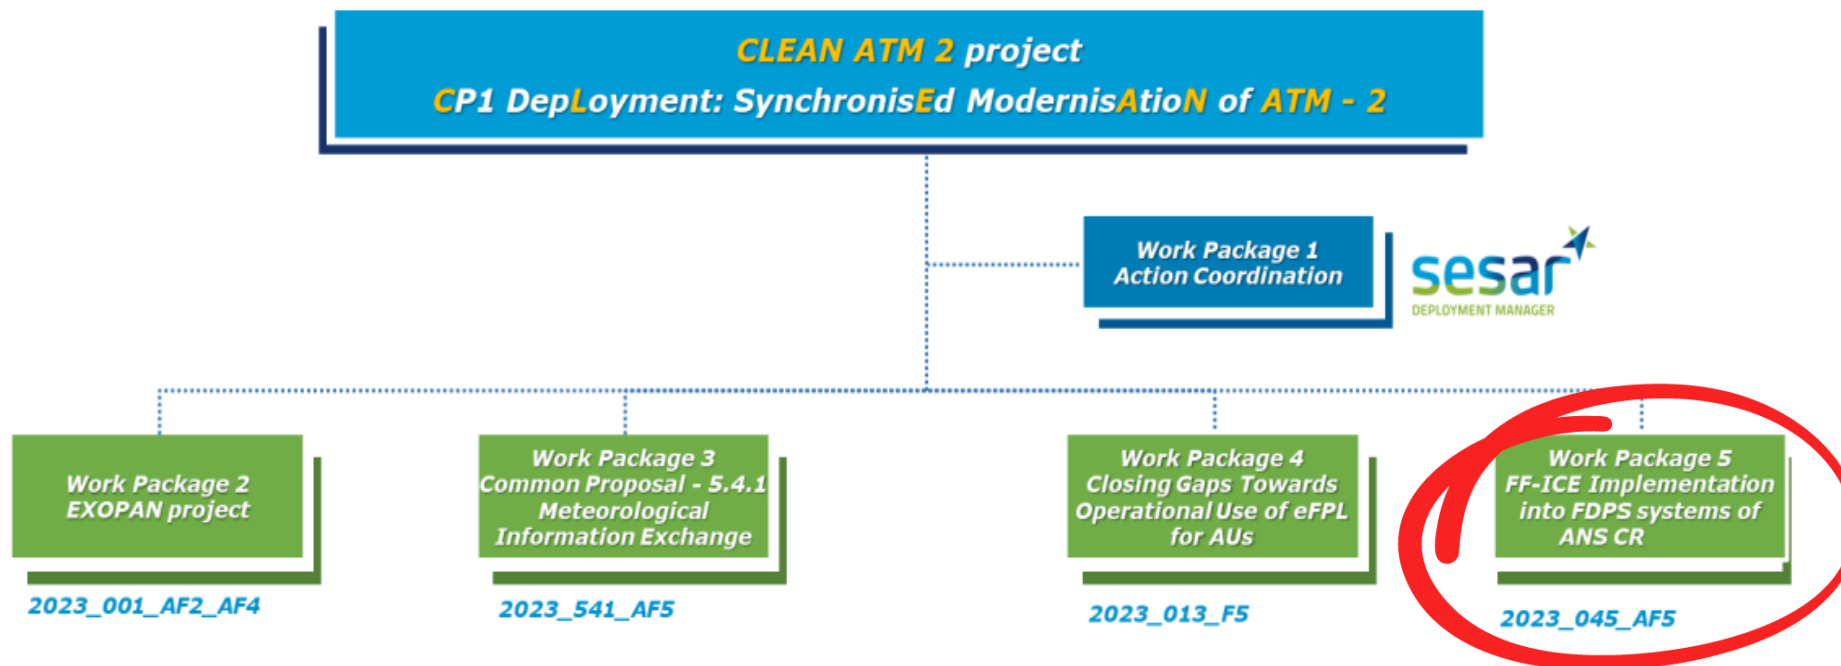 CLEAN ATM 2 project
CP1 DepLoyment: SynchronisEd ModernisAtioN of ATM - 2
Work Package 1
Action Coordination
sesar
DEPLOYMENT MANAGER
Work Package 2
EXOPAN project
2023_001_AF2_AF4
Work Package 3
Common Proposal - 5.4.1
Meteorological
Information Exchange
2023_541_AF5
Work Package 4
Closing Gaps Towards
Operational Use of eFPL
for AUs
2023_013_F5
Work Package 5
FF-ICE Implementation
into FDPS systems of
ANS CR
2023_045_AF5